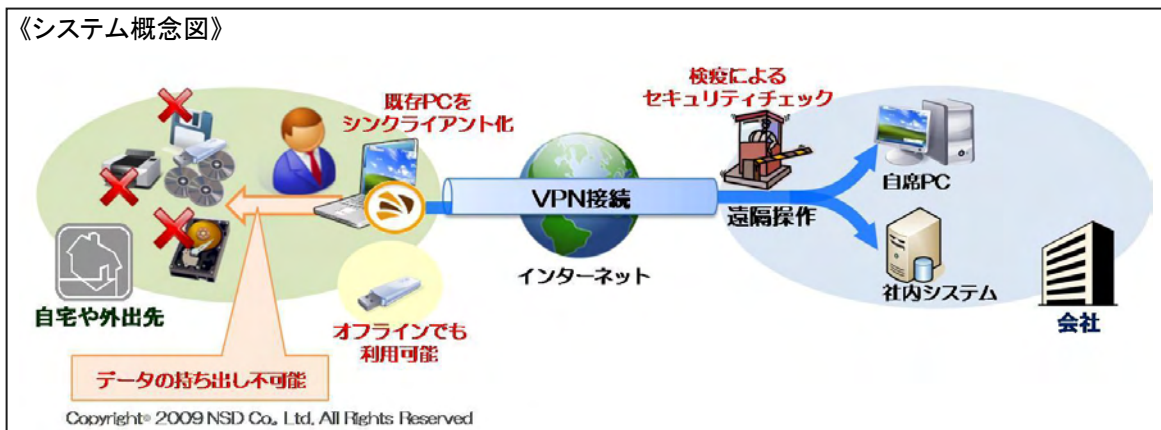 《システム概念図》
既存PCを
シンクライアント化
検疫による
セキュリティチェック
VPN接続
遠隔操作
自席PC
インターネット
社内システム
自宅や外出先
オフラインでも
利用可能
会社
データの持ち出し不可能
Copyright© 2009 NSD Co., Ltd. All Rights Reserved